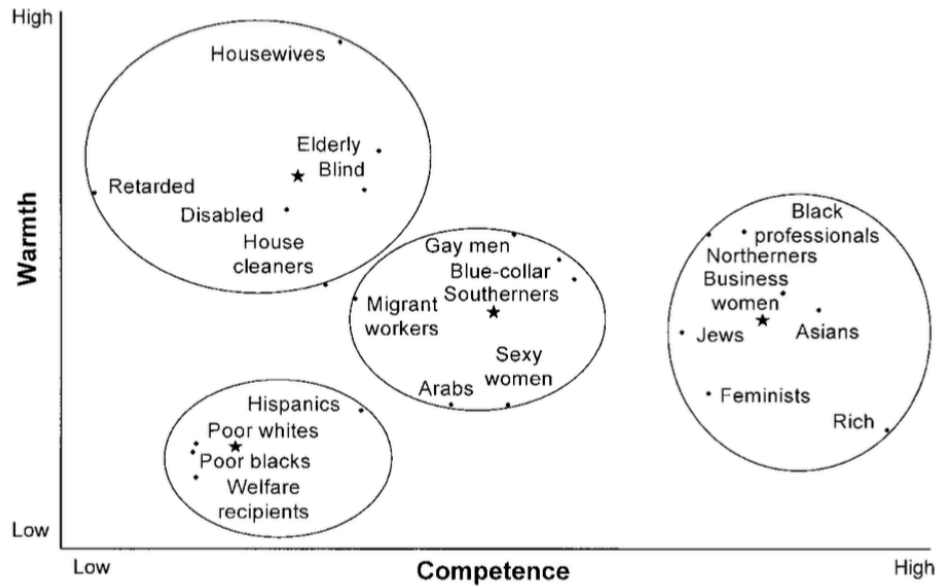 High
Housewives
Elderly
Blind
Retarded
Disabled
House
cleaners
Black
professionals
Northerners
Business
women
Gay men
Blue-collar
Southerners
Migrant
workers
Jews
Asians
Sexy
women
Arabs
Feminists
Hispanics
Rich
Poor whites
Poor blacks
Welfare
recipients
Warmth
Low
Low
Competence
High